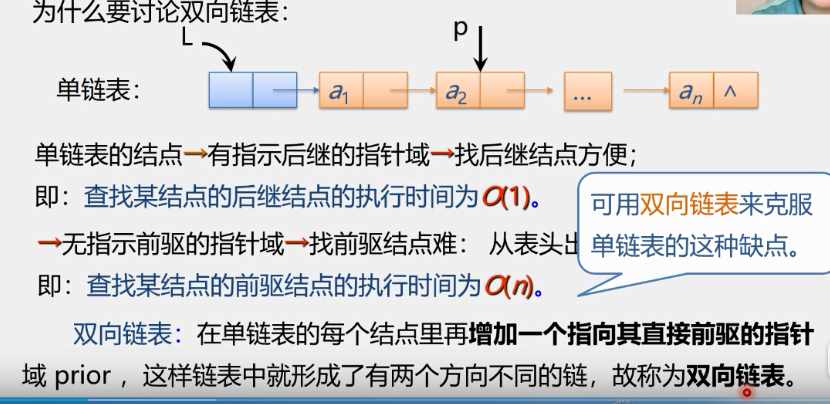 为什么要讨论双向链表：
L
p
单链表：
a1 a2 ... an ∧
单链表的结点→有指示后继的指针域→找后继结点方便；
即：查找某结点的后继结点的执行时间为O(1)。
→无指示前驱的指针域→找前驱结点难： 从表头出
即：查找某结点的前驱结点的执行时间为O(n)。
可用双向链表来克服
单链表的这种缺点。
双向链表：在单链表的每个结点里再增加一个指向其直接前驱的指针
域 prior ，这样链表中就形成了有两个方向不同的链，故称为双向链表。